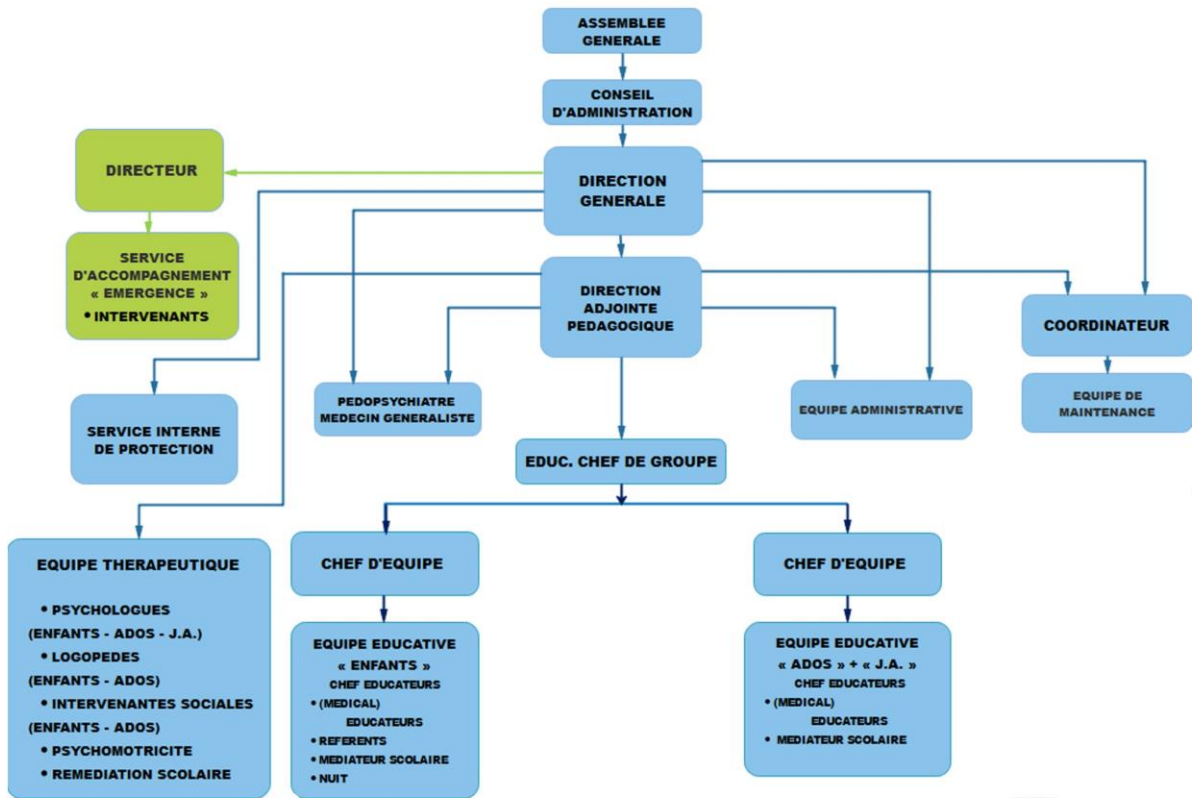 ASSEMBLEE
GENERALE
CONSEIL
D'ADMINISTRATION
DIRECTEUR
DIRECTION
GENERALE
SERVICE
D'ACCOMPAGNEMENT
« EMERGENCE »
• INTERVENANTS
DIRECTION
ADJOINTE
PEDAGOGIQUE
COORDINATEUR
SERVICE INTERNE
DE PROTECTION
PEDOPSYCHIATRE
MEDECIN GENERALISTE
EQUIPE ADMINISTRATIVE
EQUIPE DE
MAINTENANCE
EDUC. CHEF DE GROUPE
EQUIPE THERAPEUTIQUE
• PSYCHOLOGUES
(ENFANTS - ADOS - J.A.)
• LOGOPEDES
(ENFANTS - ADOS)
• INTERVENANTES SOCIALES
(ENFANTS - ADOS)
• PSYCHOMOTRICITE
• REMEDIATION SCOLAIRE
CHEF D'EQUIPE
EQUIPE EDUCATIVE
« ENFANTS »
CHEF EDUCATEURS
• (MEDICAL)
EDUCATEURS
• REFERENTS
• MEDIATEUR SCOLAIRE
• NUIT
CHEF D'EQUIPE
EQUIPE EDUCATIVE
« ADOS » + « J.A. »
CHEF EDUCATEURS
• (MEDICAL)
EDUCATEURS
• MEDIATEUR SCOLAIRE